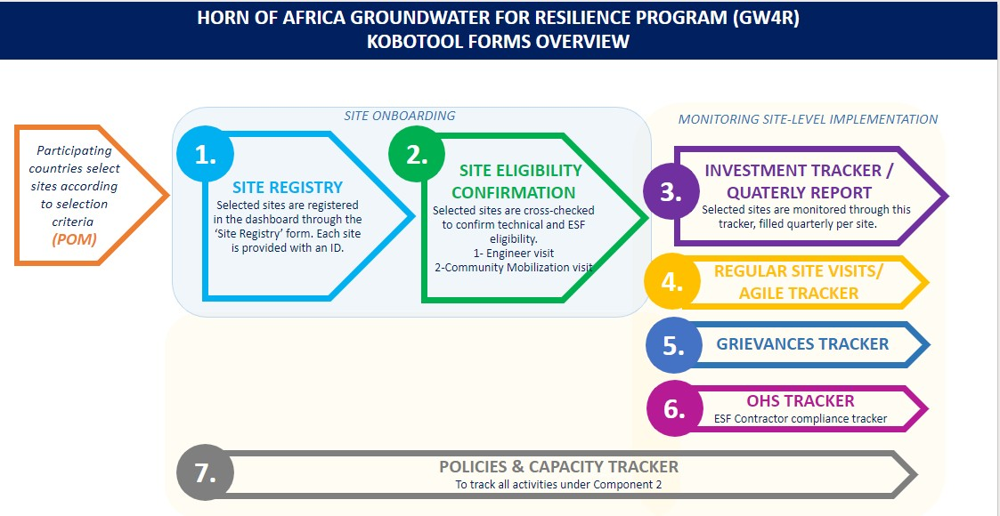 HORN OF AFRICA GROUNDWATER FOR RESILIENCE PROGRAM (GW4R)
KOBOTOOL FORMS OVERVIEW
Participating
countries select
sites according
to selection
criteria
(POM)
SITE ONBOARDING
1.
SITE REGISTRY
Selected sites are registered
in the dashboard through the
‘Site Registry’ form. Each site
is provided with an ID.
2.
SITE ELIGIBILITY
CONFIRMATION
Selected sites are cross-checked
to confirm technical and ESF
eligibility.
1- Engineer visit
2-Community Mobilization visit
MONITORING SITE-LEVEL IMPLEMENTATION
3.
INVESTMENT TRACKER /
QUATERLY REPORT
Selected sites are monitored through this
tracker, filled quarterly per site.
4.
REGULAR SITE VISITS/
AGILE TRACKER
5.
GRIEVANCES TRACKER
6.
OHS TRACKER
ESF Contractor compliance tracker
7.
POLICIES & CAPACITY TRACKER
To track all activities under Component 2